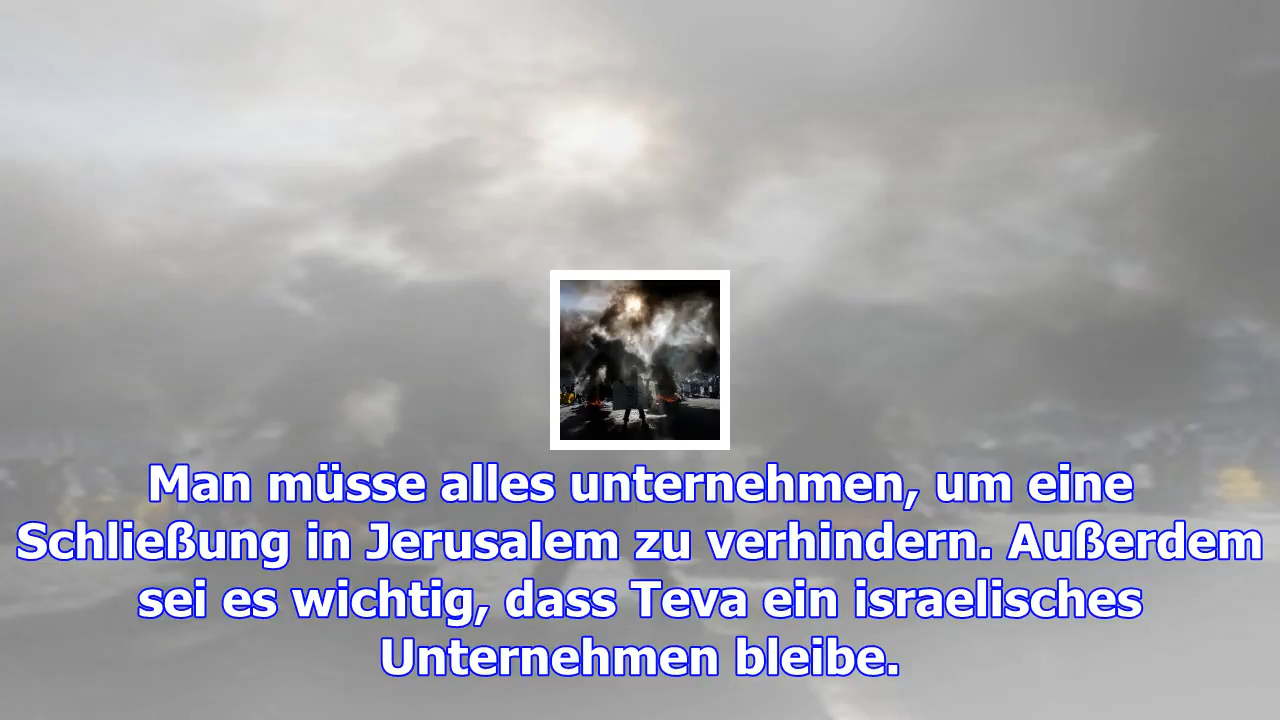 Man müsse alles unternehmen, um eine
Schließung in Jerusalem zu verhindern. Außerdem
sei es wichtig, dass Teva ein israelisches
Unternehmen bleibe.